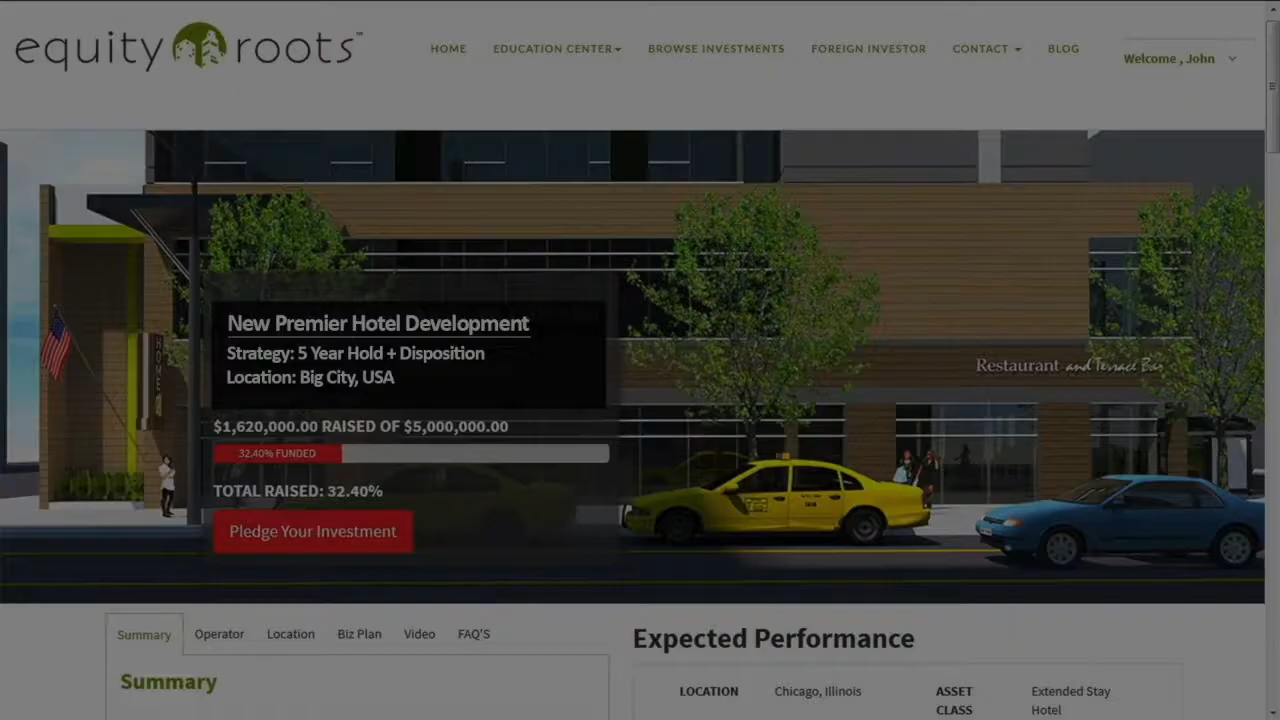 equity roots™
HOME EDUCATION CENTER BROWSE INVESTMENTS FOREIGN INVESTOR CONTACT BLOG
Welcome , John
HOME
New Premier Hotel Development
Strategy: 5 Year Hold + Disposition
Location: Big City, USA
Restaurant and Terrace Bar
$1,620,000.00 RAISED OF $5,000,000.00
32.40% FUNDED
TOTAL RAISED: 32.40%
Pledge Your Investment
Summary Operator Location Biz Plan Video FAQ'S
Summary
Expected Performance
LOCATION Chicago, Illinois
ASSET CLASS Extended Stay Hotel